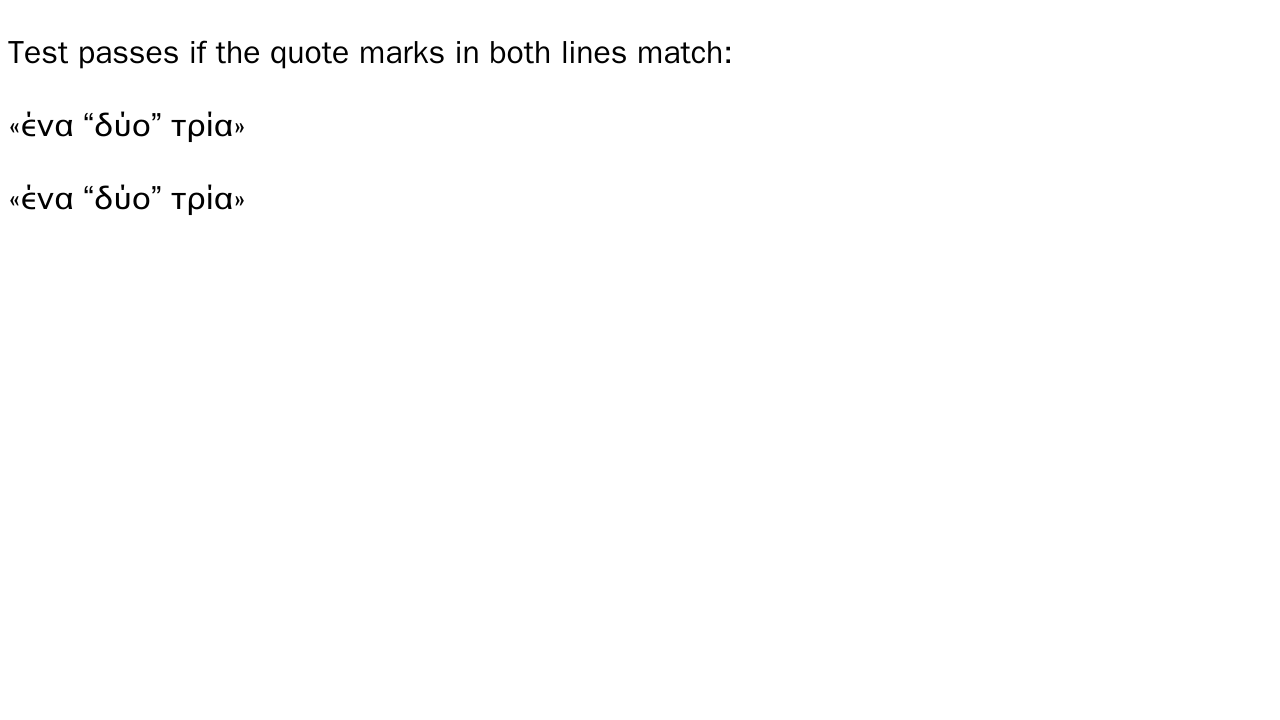 Test passes if the quote marks in both lines match:
«ένα “δύο” τρία»
«ένα “δύο” τρία»